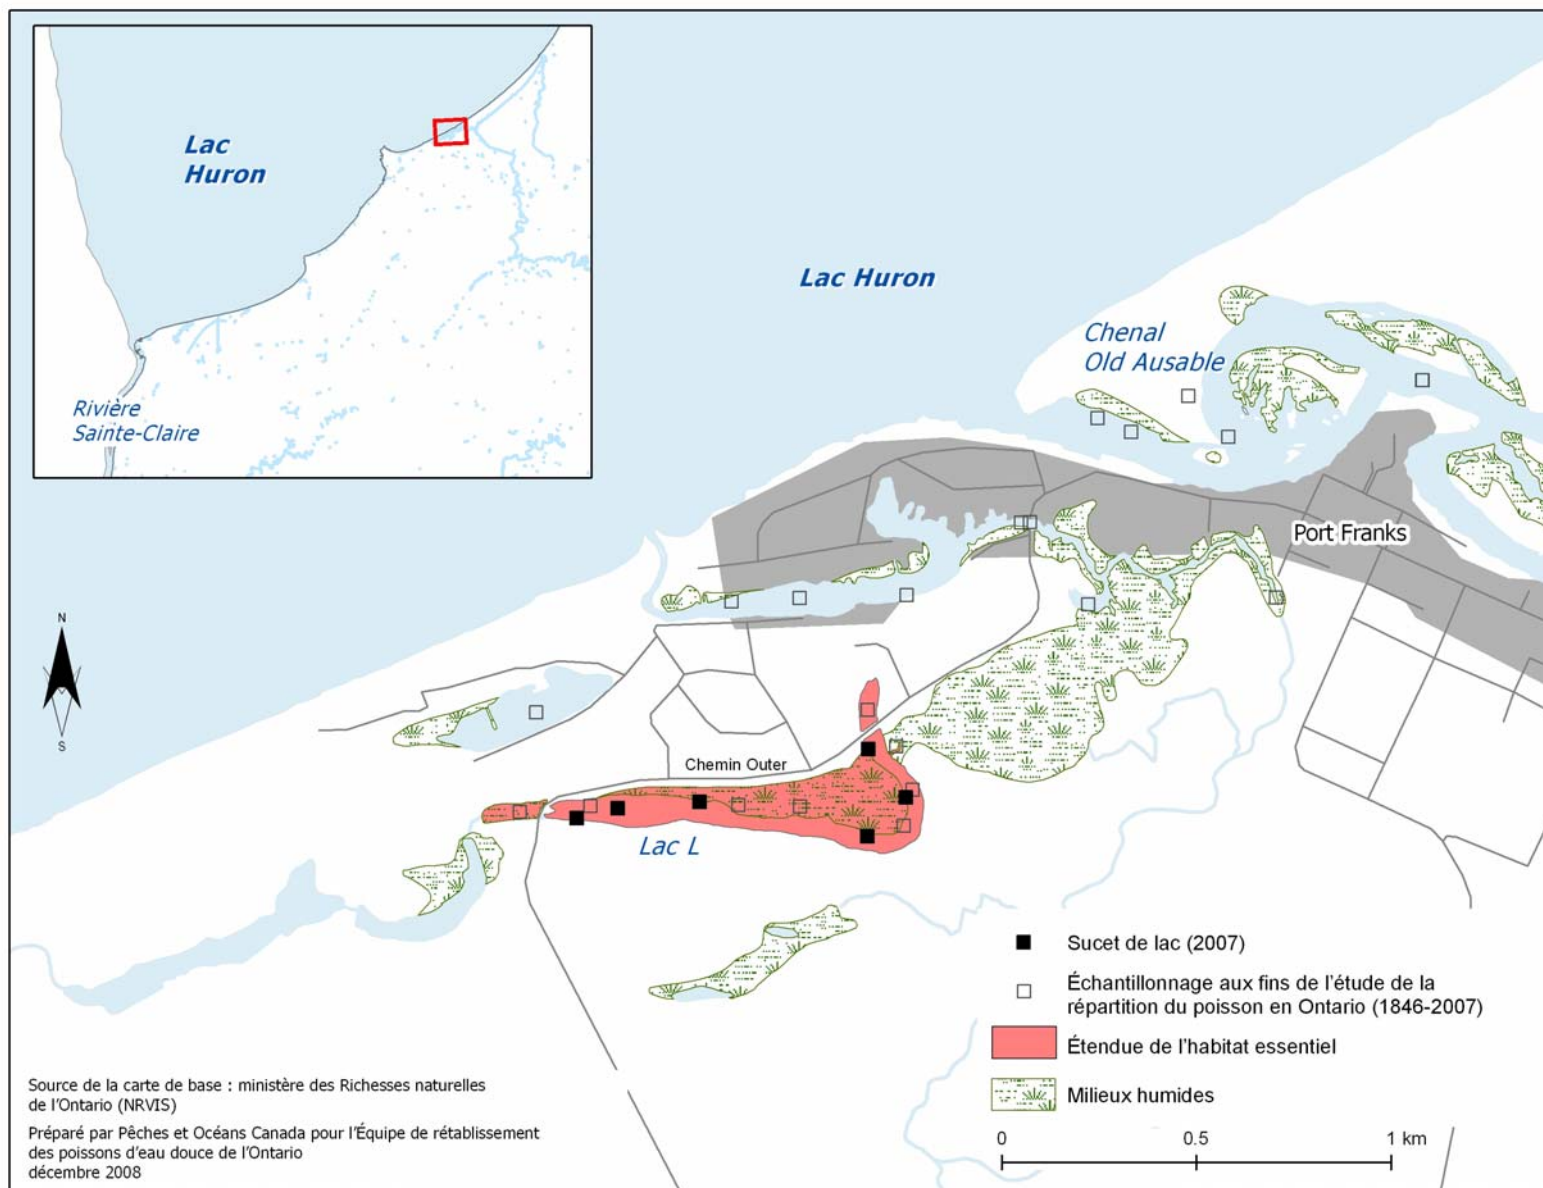 Lac
Huron
Rivière
Sainte-Claire
Lac Huron
Chenal
Old Ausable
Port Franks
N
S
Chemin Outer
Lac L
Sucet de lac (2007)
Échantillonnage aux fins de l'étude de la
répartition du poisson en Ontario (1846-2007)
Étendue de l'habitat essentiel
Milieux humides
0 0.5 1 km
Source de la carte de base : ministère des Richesses naturelles
de l'Ontario (NRVIS)
Préparé par Pêches et Océans Canada pour l'Équipe de rétablissement
des poissons d'eau douce de l'Ontario
décembre 2008